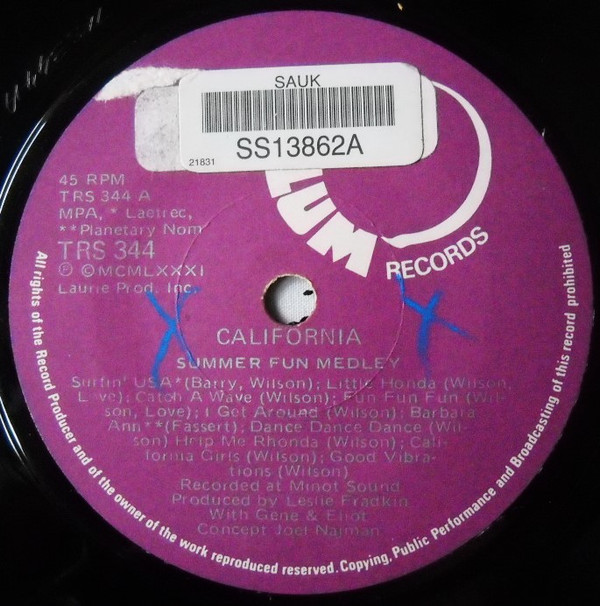 SAUK
21831
SS13862A
LUM
RECORDS
45 RPM
TRS 344 A
MPA, * Laetrec,
**Planetary Nom
TRS 344
Ⓟ ©MCMLXXXI
Laurie Prod, Inc.
CALIFORNIA
SUMMER FUN MEDLEY
Surfin' USA*(Barry, Wilson); Little Honda (Wilson,
Love); Catch A Wave (Wilson); Fun Fun Fun (Wil-
son, Love); I Get Around (Wilson); Barbara
Ann**(Fassert); Dance Dance Dance (Wil-
son) Help Me Rhonda (Wilson); Cali-
fornia Girls (Wilson); Good Vibra-
tions (Wilson)
Recorded at Minot Sound
Produced by Leslie Fradkin
With Gene & Eliot
Concept Joel Najman
All rights of the Record Producer and of the owner of the work reproduced reserved. Copying, Public Performance and Broadcasting of this record prohibited